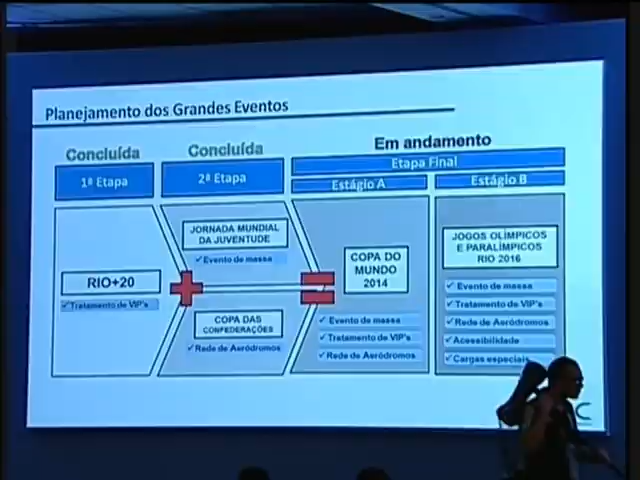 Planejamento dos Grandes Eventos
Concluída
Concluída
Em andamento
1ª Etapa
2ª Etapa
Etapa Final
Estágio A
Estágio B
RIO+20
✓ Tratamento de VIP's
JORNADA MUNDIAL
DA JUVENTUDE
✓ Evento de massa
COPA DAS
CONFEDERAÇÕES
✓ Rede de Aeródromos
COPA DO
MUNDO
2014
✓ Evento de massa
✓ Tratamento de VIP's
✓ Rede de Aeródromos
JOGOS OLÍMPICOS
E PARALÍMPICOS
RIO 2016
✓ Evento de massa
✓ Tratamento de VIP's
✓ Rede de Aeródromos
✓ Acessibilidade
✓ Cargas especiais